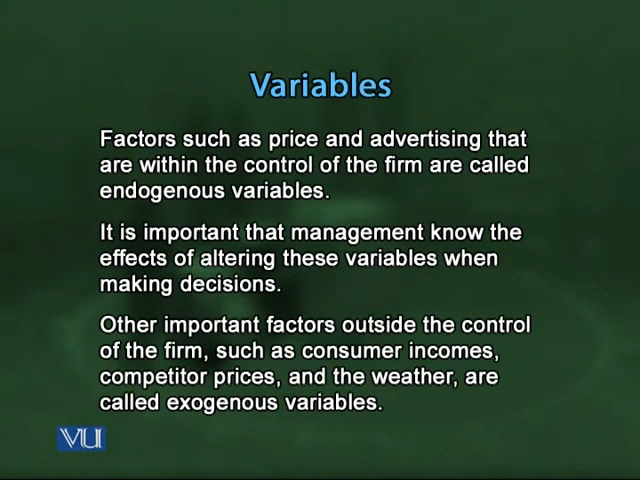 Variables
Factors such as price and advertising that
are within the control of the firm are called
endogenous variables.
It is important that management know the
effects of altering these variables when
making decisions.
Other important factors outside the control
of the firm, such as consumer incomes,
competitor prices, and the weather, are
called exogenous variables.
VU